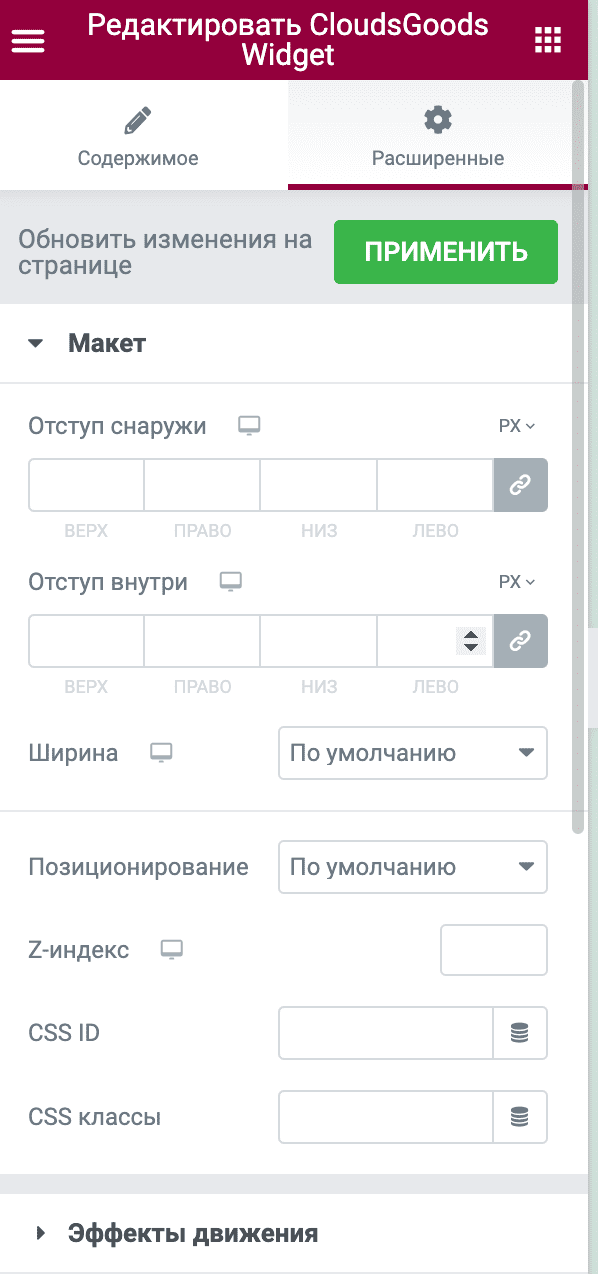 Редактировать CloudsGoods
Widget
Содержимое
Расширенные
Обновить изменения на
странице
ПРИМЕНИТЬ
Макет
Отступ снаружи
PX
ВЕРХ ПРАВО НИЗ ЛЕВО
Отступ внутри
PX
ВЕРХ ПРАВО НИЗ ЛЕВО
Ширина
По умолчанию
Позиционирование
По умолчанию
Z-индекс
CSS ID
CSS классы
Эффекты движения